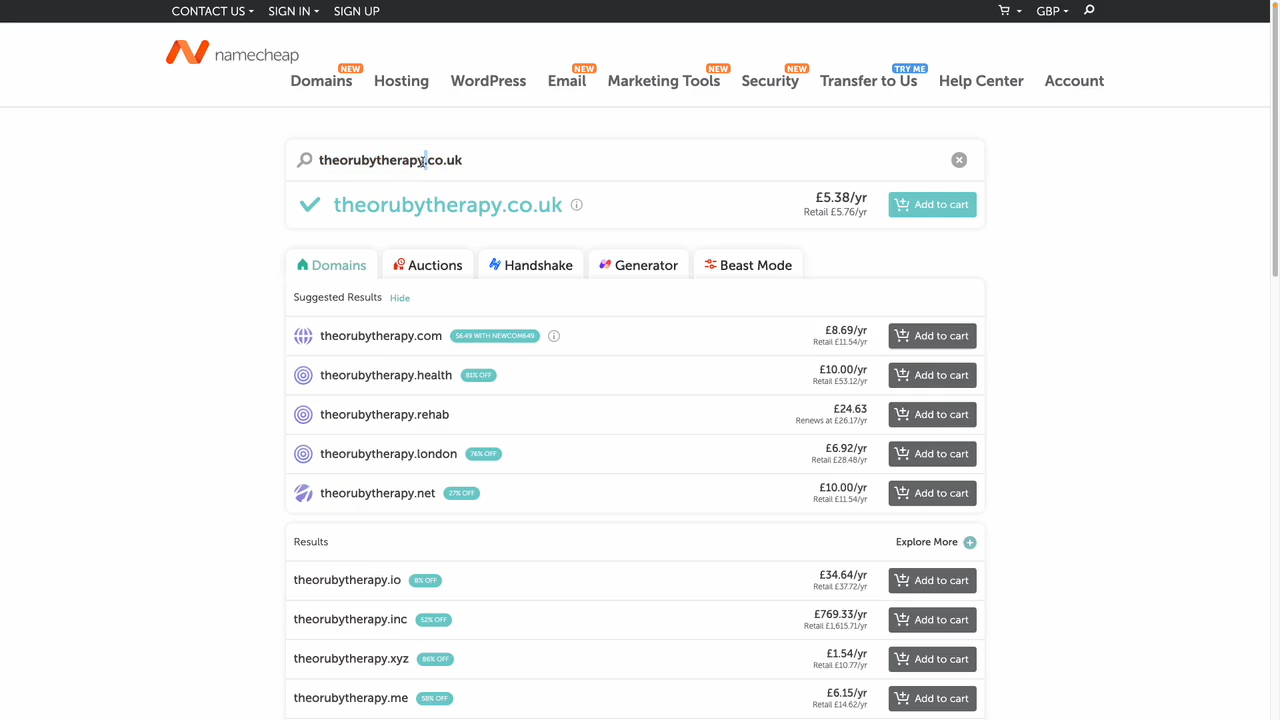 CONTACT US SIGN IN SIGN UP GBP
namecheap
NEW NEW NEW NEW TRY ME
Domains Hosting WordPress Email Marketing Tools Security Transfer to Us Help Center Account
theorubytherapy.co.uk
theorubytherapy.co.uk £5.38/yr Add to cart
Retail £5.76/yr
Domains Auctions Handshake Generator Beast Mode
Suggested Results Hide
theorubytherapy.com $6.49 WITH NEWCOM649 £8.69/yr Add to cart
Retail £11.54/yr
theorubytherapy.health 81% OFF £10.00/yr Add to cart
Retail £53.12/yr
theorubytherapy.rehab £24.63 Add to cart
Renews at £26.17/yr
theorubytherapy.london 76% OFF £6.92/yr Add to cart
Retail £28.48/yr
theorubytherapy.net 27% OFF £10.00/yr Add to cart
Retail £11.54/yr
Results Explore More
theorubytherapy.io 8% OFF £34.64/yr Add to cart
Retail £37.72/yr
theorubytherapy.inc 52% OFF £769.33/yr Add to cart
Retail £1,615.71/yr
theorubytherapy.xyz 86% OFF £1.54/yr Add to cart
Retail £10.77/yr
theorubytherapy.me 58% OFF £6.15/yr Add to cart
Retail £14.62/yr